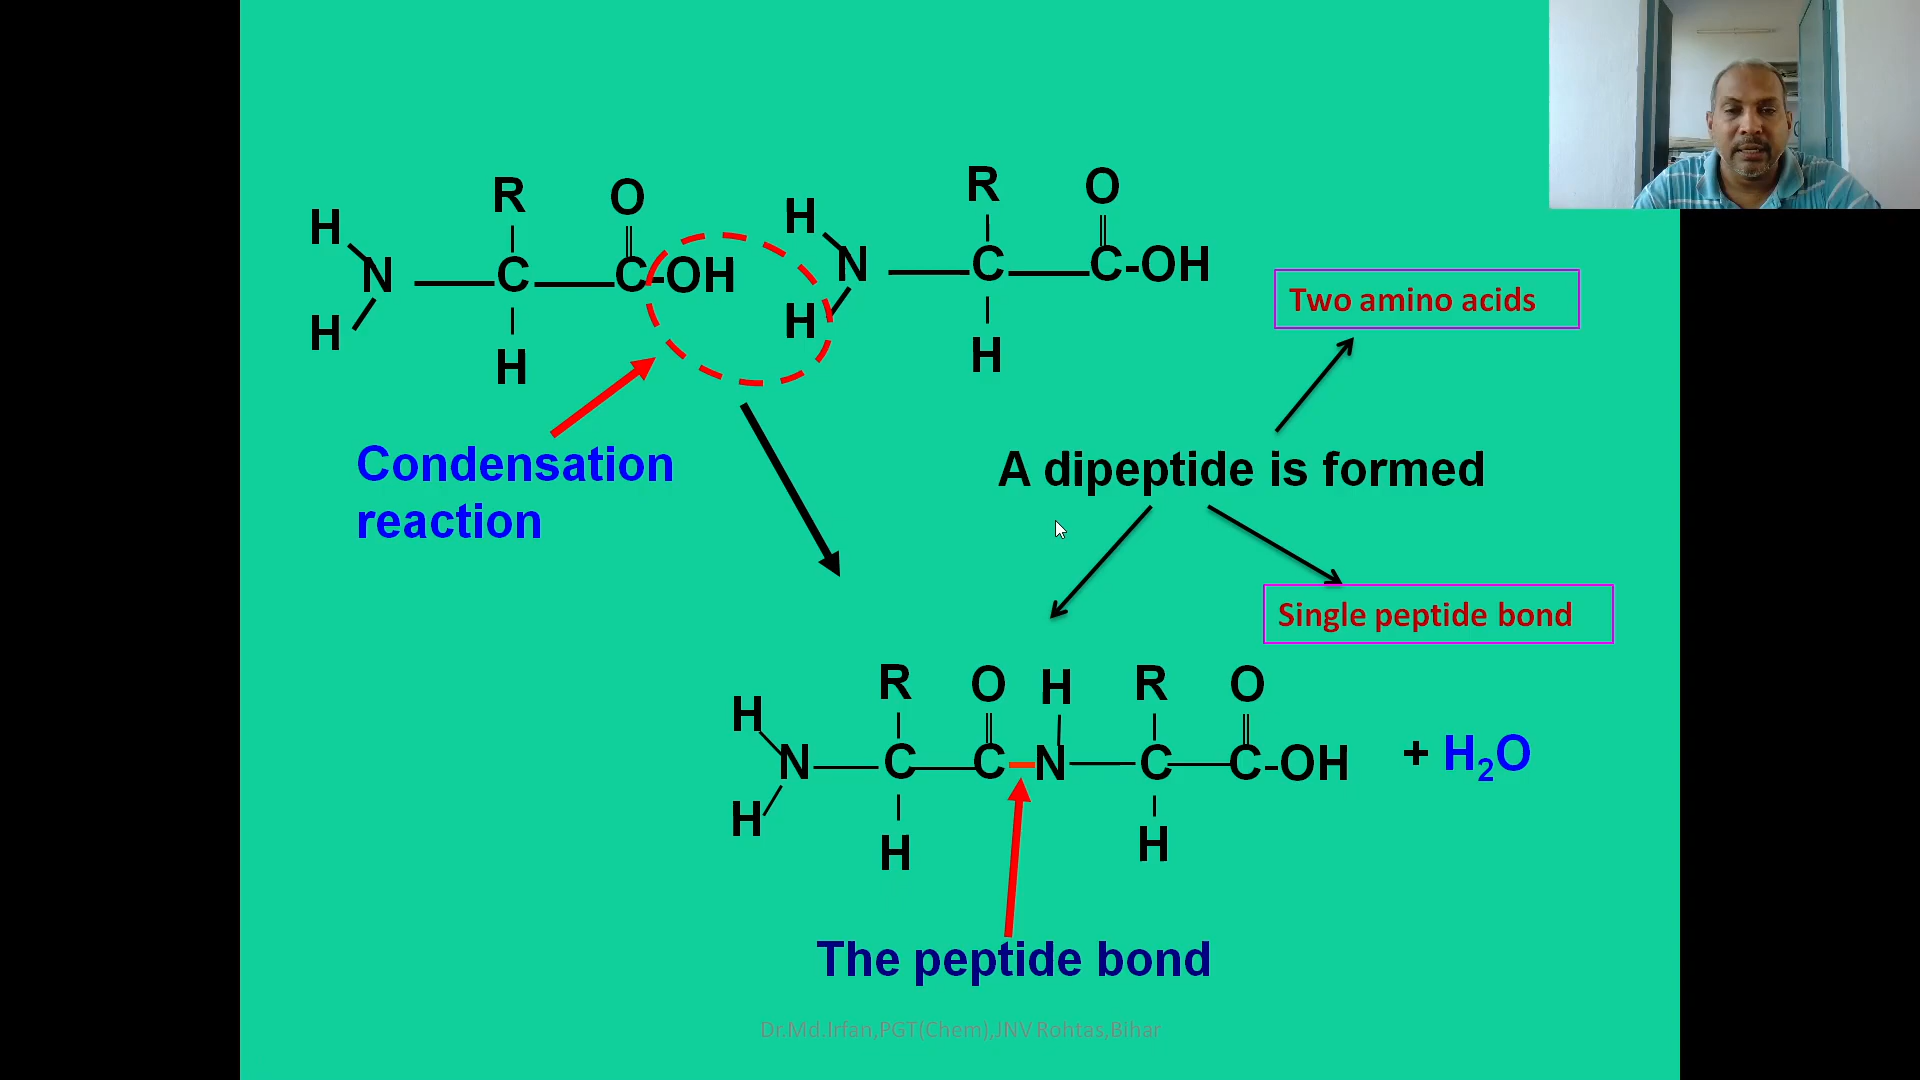 R O R O
H H
N C C-OH N C C-OH
H H
H H
Two amino acids
Condensation
reaction
A dipeptide is formed
Single peptide bond
R O H R O
H
N C C N C C-OH + H₂O
H
H H
The peptide bond
Dr.Md.Irfan,PGT(Chem),JNV Rohtas,Bihar